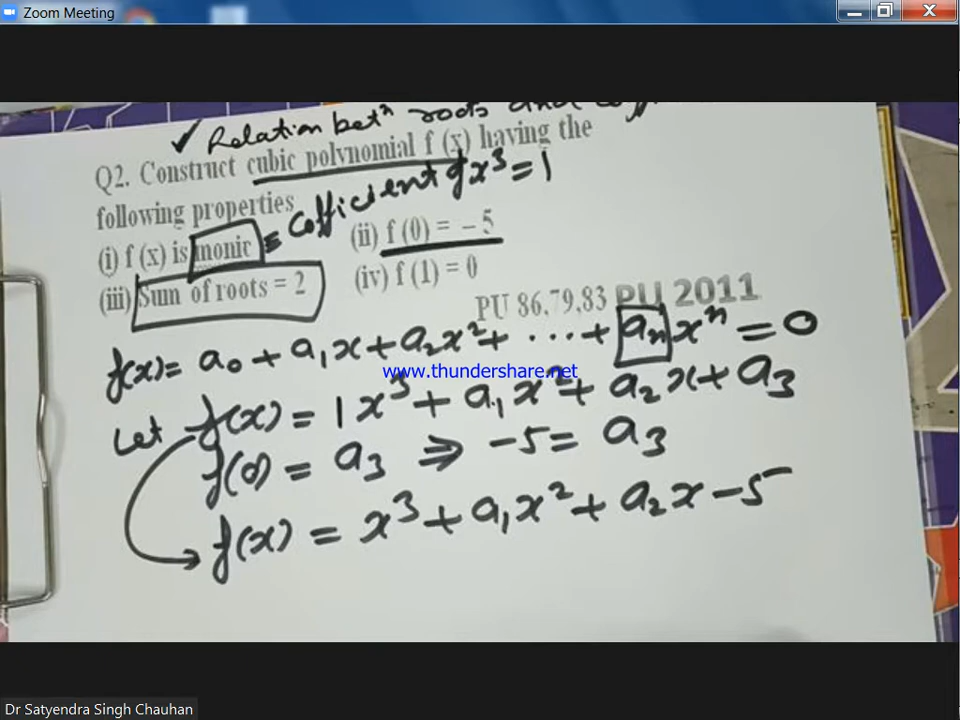 Zoom Meeting
✓ Relation betⁿ roots and
Q2. Construct cubic polynomial f (x) having the
following properties
= cofficient of x³ = 1
(i) f (x) is monic
(ii) f (0) = – 5
(iii) Sum of roots = 2
(iv) f (1) = 0
PU 86,79,83 PU 2011
f(x) = a₀ + a₁x + a₂x² + ... + aₙxⁿ = 0
www.thundershare.net
Let f(x) = 1x³ + a₁x² + a₂x + a₃
f(0) = a₃ ⇒ -5 = a₃
f(x) = x³ + a₁x² + a₂x - 5
Dr Satyendra Singh Chauhan